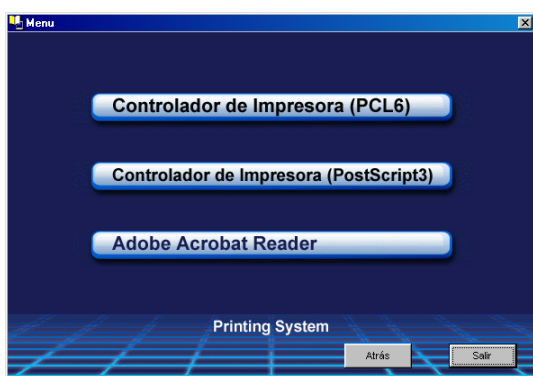 Menu
Controlador de Impresora (PCL6)
Controlador de Impresora (PostScript3)
Adobe Acrobat Reader
Printing System
Atrás
Salir